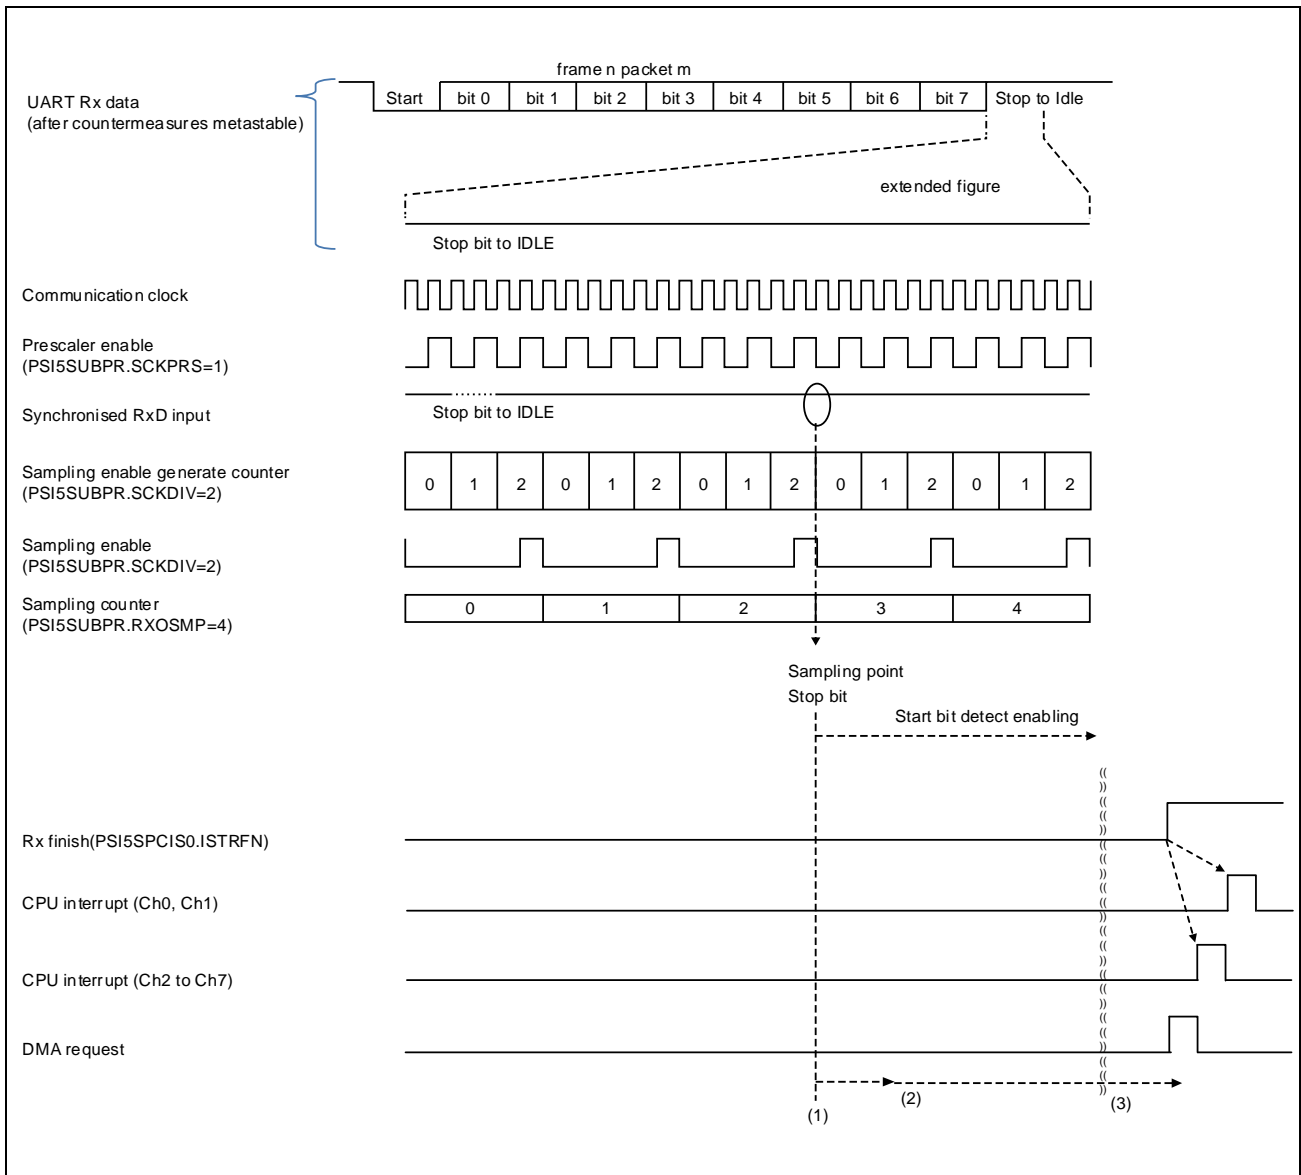 frame n packet m
UART Rx data
(after countermeasures metastable)
Start bit 0 bit 1 bit 2 bit 3 bit 4 bit 5 bit 6 bit 7 Stop to Idle
extended figure
Stop bit to IDLE
Communication clock
Prescaler enable
(PSI5SUBPR.SCKPRS=1)
Synchronised RxD input
Stop bit to IDLE
Sampling enable generate counter
(PSI5SUBPR.SCKDIV=2)
0 1 2 0 1 2 0 1 2 0 1 2 0 1 2
Sampling enable
(PSI5SUBPR.SCKDIV=2)
Sampling counter
(PSI5SUBPR.RXOSMP=4)
0 1 2 3 4
Sampling point
Stop bit
Start bit detect enabling
Rx finish(PSI5SPCIS0.ISTRFN)
CPU interrupt (Ch0, Ch1)
CPU interrupt (Ch2 to Ch7)
DMA request
(1) (2) (3)